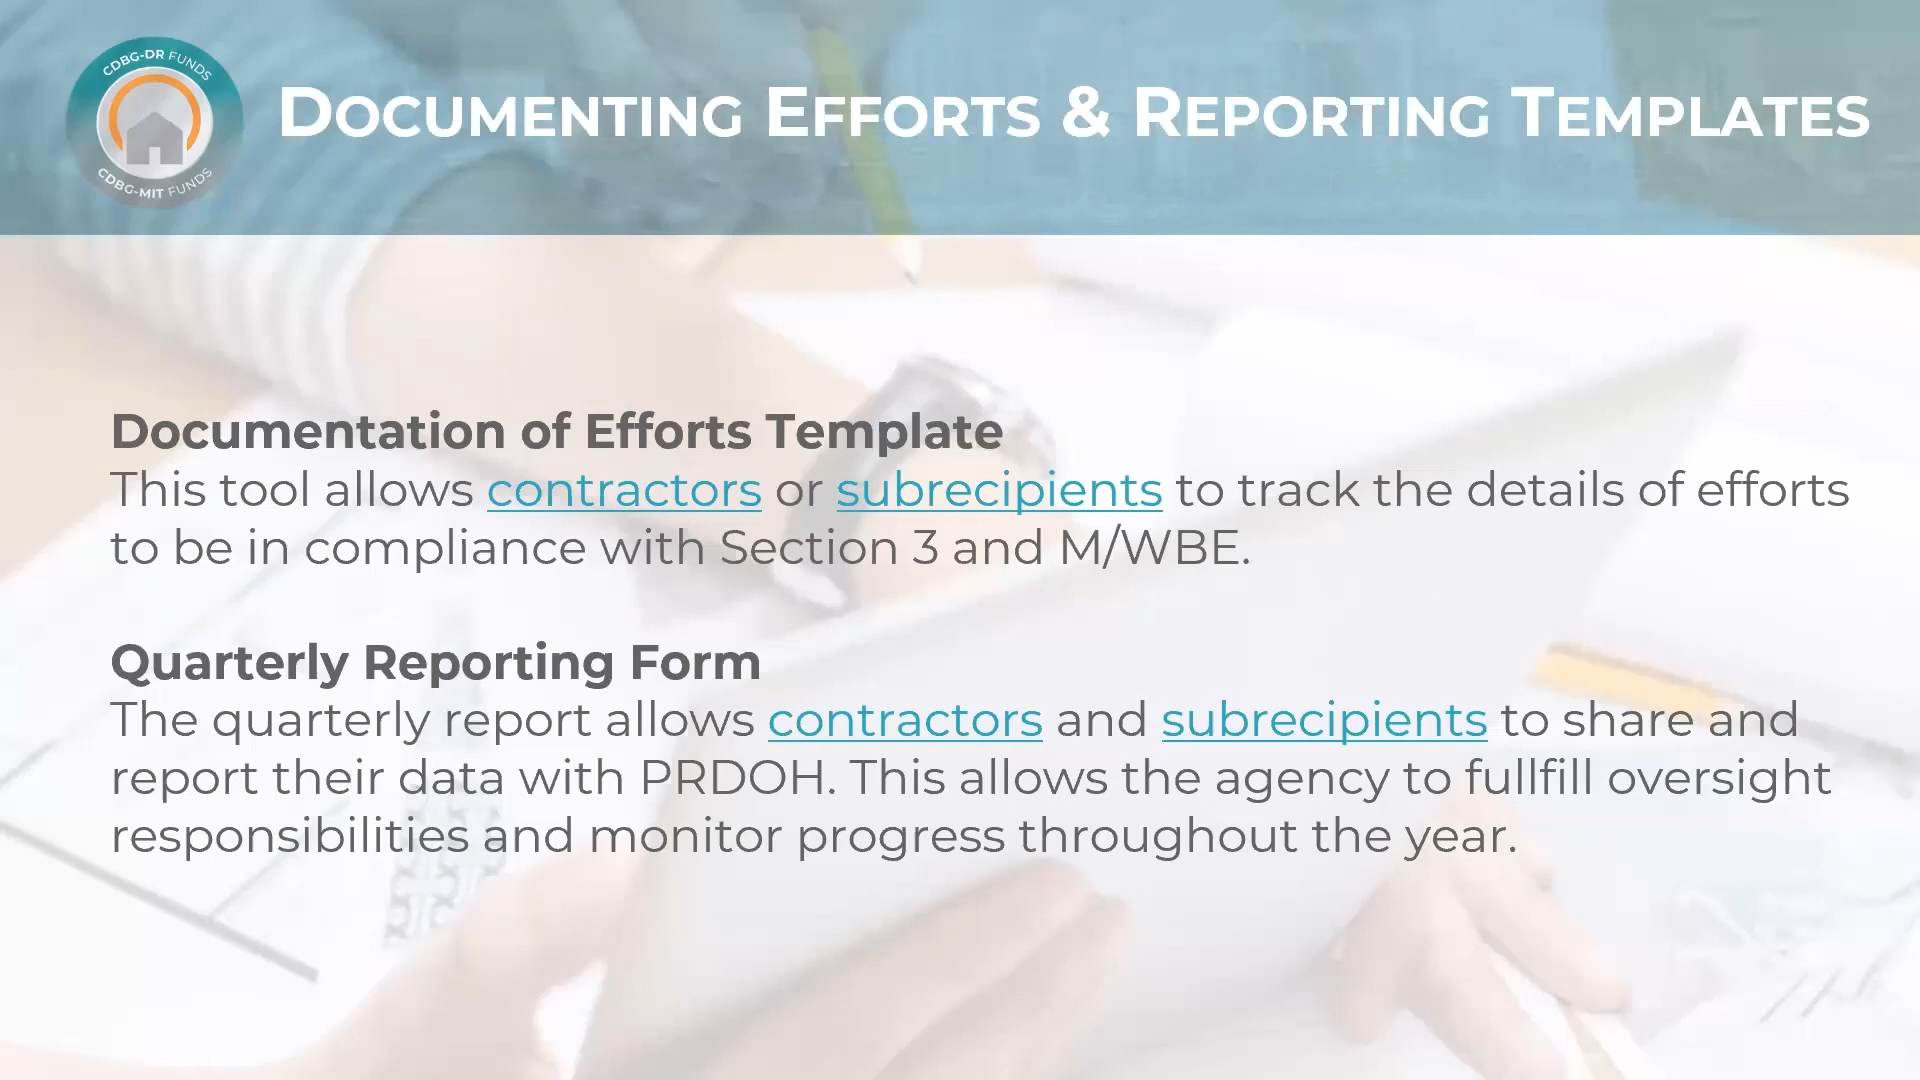 CDBG-DR FUNDS
CDBG-MIT FUNDS
DOCUMENTING EFFORTS & REPORTING TEMPLATES
Documentation of Efforts Template
This tool allows contractors or subrecipients to track the details of efforts
to be in compliance with Section 3 and M/WBE.
Quarterly Reporting Form
The quarterly report allows contractors and subrecipients to share and
report their data with PRDOH. This allows the agency to fullfill oversight
responsibilities and monitor progress throughout the year.